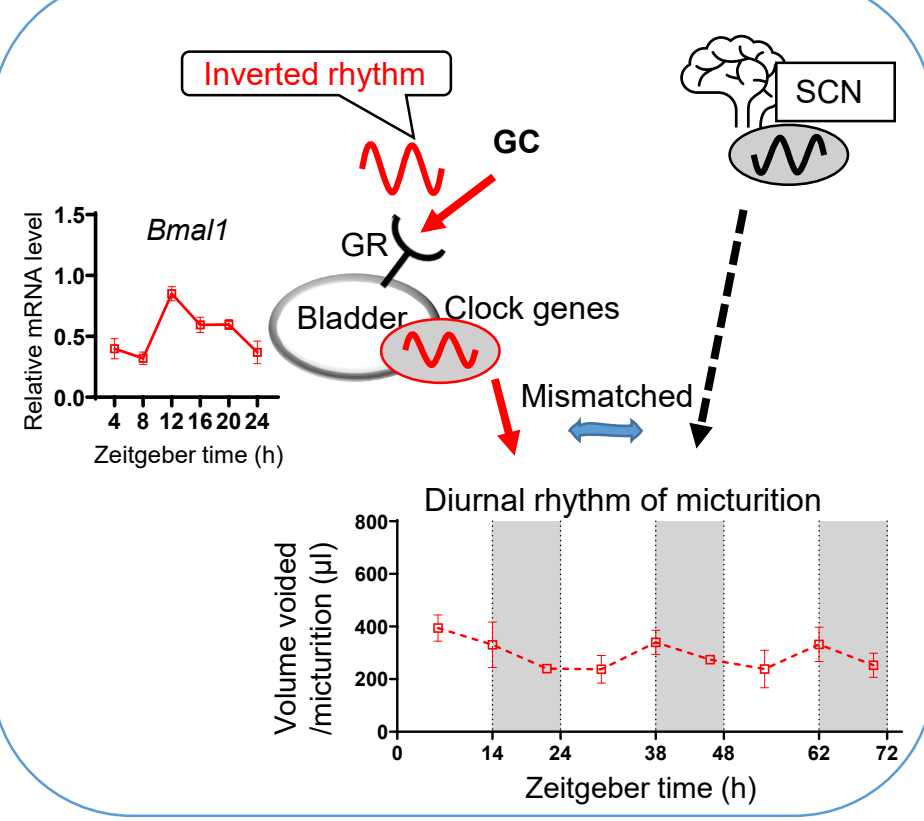 Inverted rhythm
SCN
GC
GR
Bladder
Clock genes
Bmal1
Relative mRNA level
1.5
1.0
0.5
0.0
4 8 12 16 20 24
Zeitgeber time (h)
Mismatched
Diurnal rhythm of micturition
Volume voided
/micturition (µl)
800
600
400
200
0
0 14 24 38 48 62 72
Zeitgeber time (h)